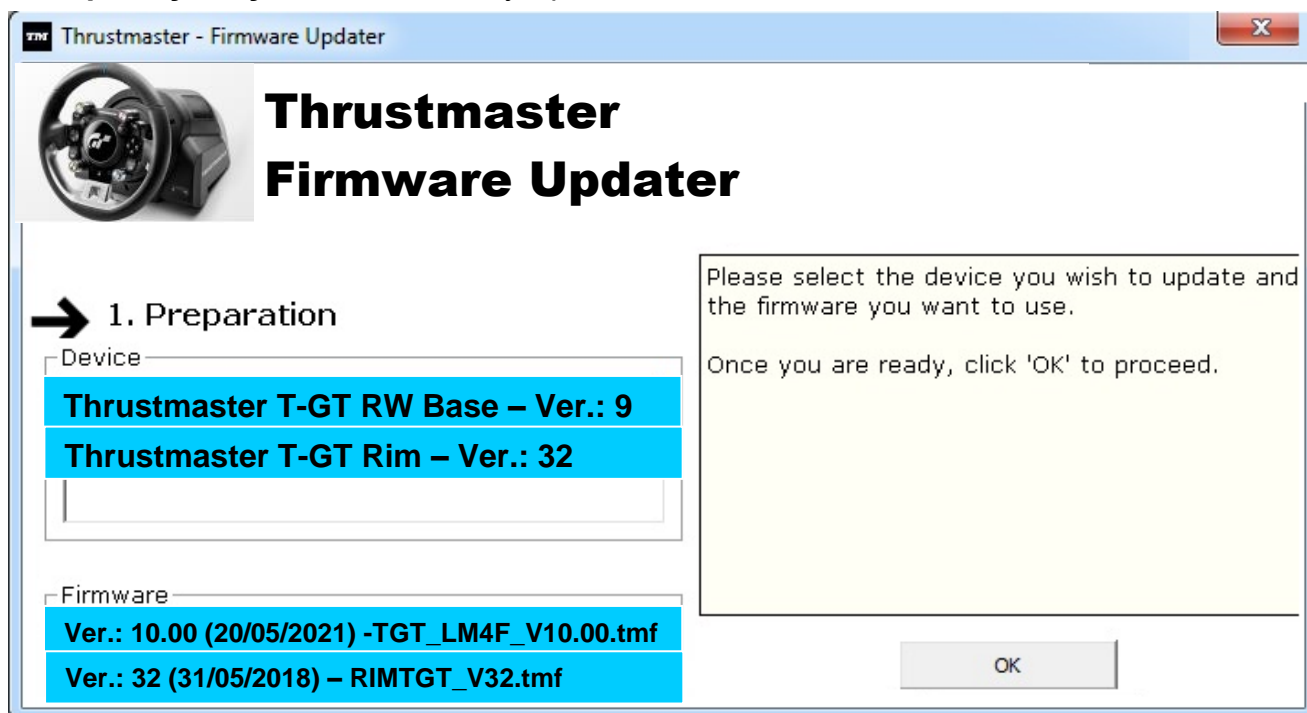 Thrustmaster - Firmware Updater
Thrustmaster
Firmware Updater
1. Preparation
Device
Thrustmaster T-GT RW Base – Ver.: 9
Thrustmaster T-GT Rim – Ver.: 32
Firmware
Ver.: 10.00 (20/05/2021) -TGT_LM4F_V10.00.tmf
Ver.: 32 (31/05/2018) – RIMTGT_V32.tmf
Please select the device you wish to update and
the firmware you want to use.
Once you are ready, click 'OK' to proceed.
OK